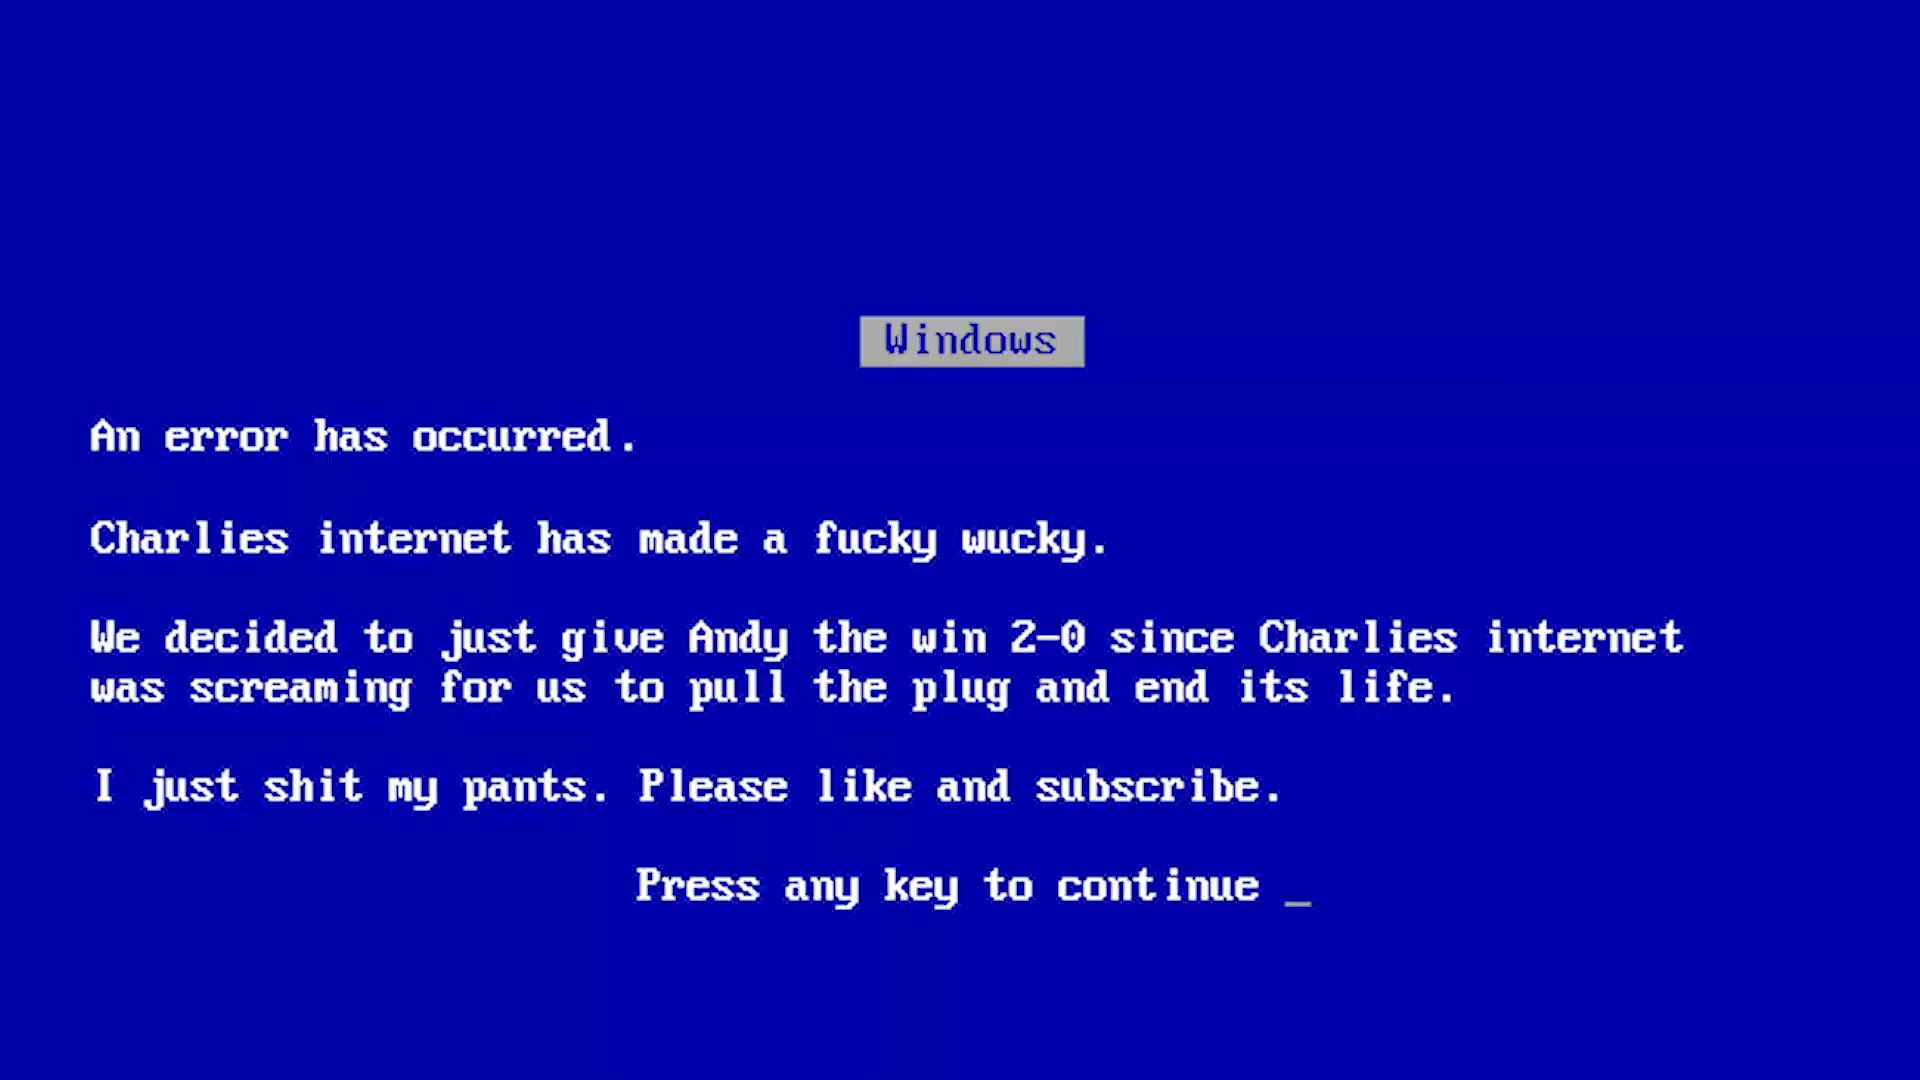 Windows
An error has occurred.
Charlies internet has made a fucky wucky.
We decided to just give Andy the win 2-0 since Charlies internet
was screaming for us to pull the plug and end its life.
I just shit my pants. Please like and subscribe.
Press any key to continue _